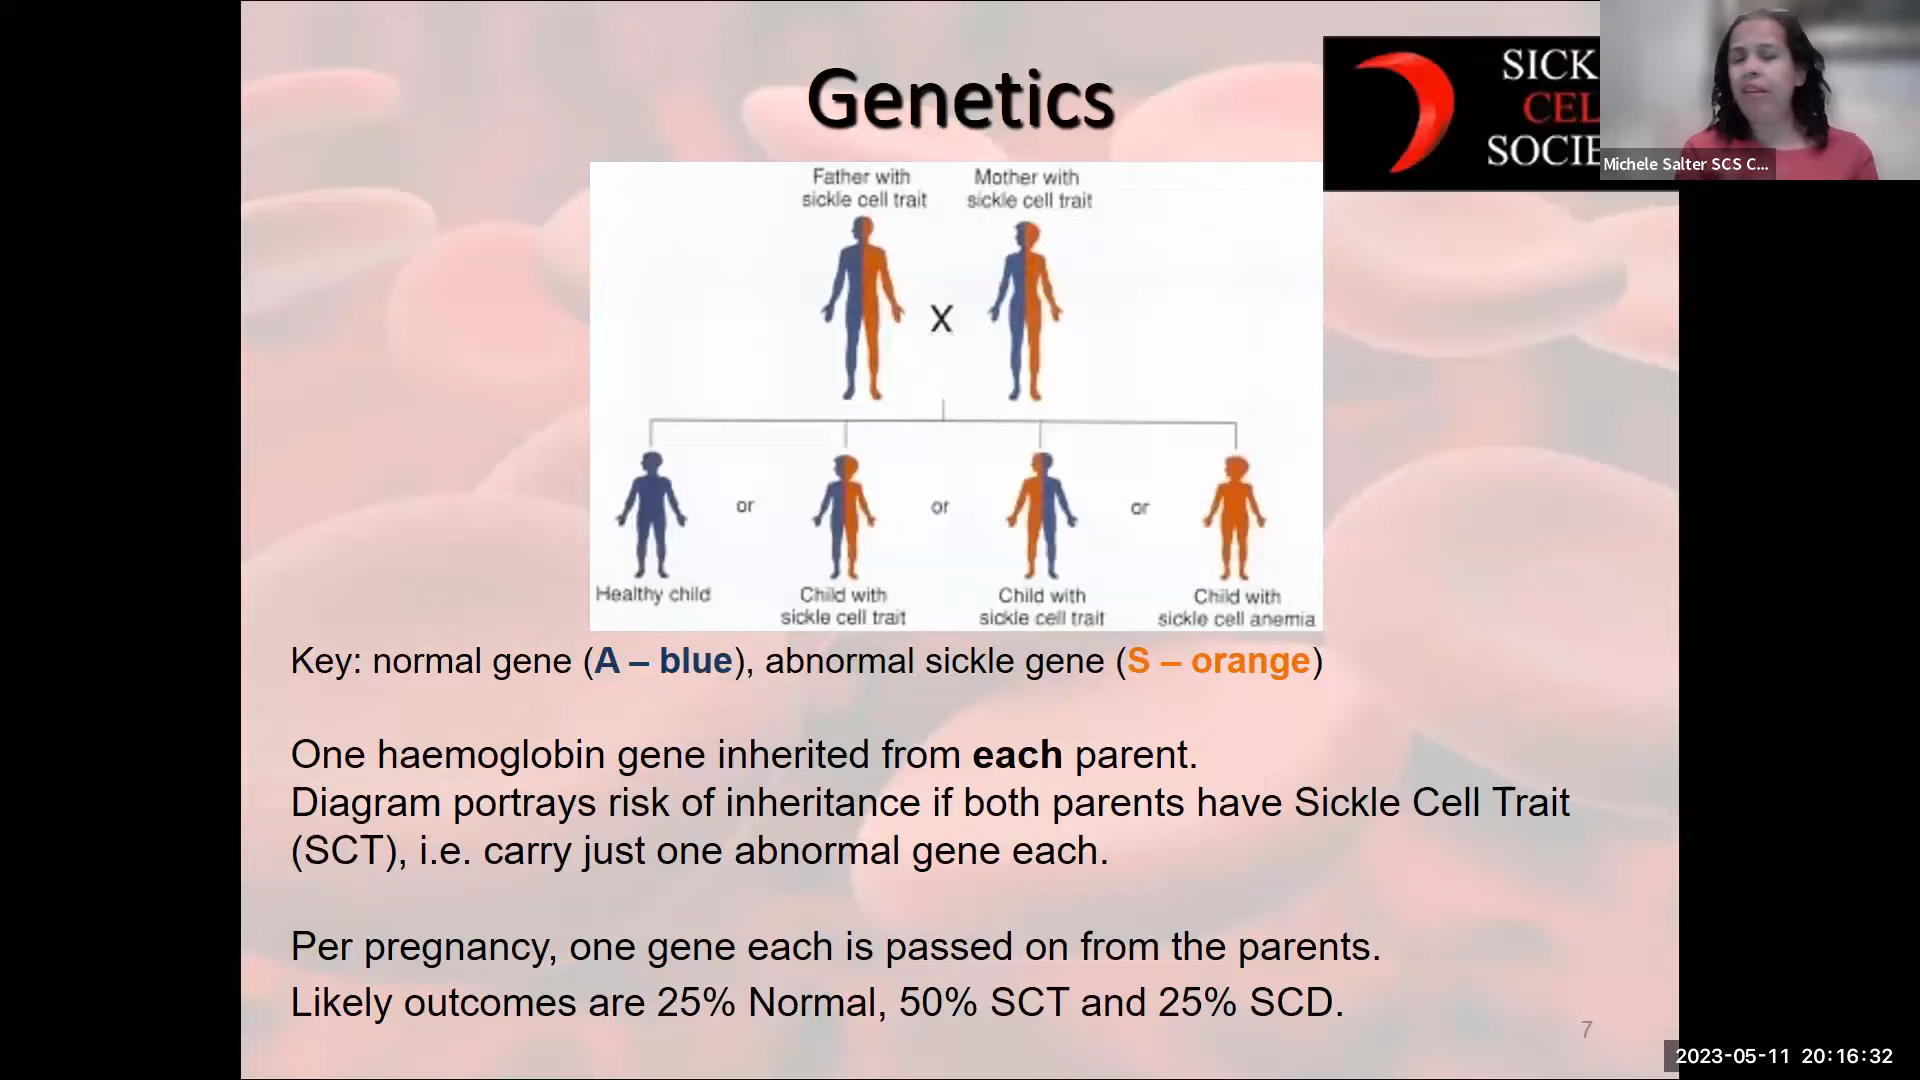 Genetics
SICK
CEL
SOCIE
Michele Salter SCS C...
Father with
sickle cell trait
Mother with
sickle cell trait
X
or
or
or
Healthy child
Child with
sickle cell trait
Child with
sickle cell trait
Child with
sickle cell anemia
Key: normal gene (A – blue), abnormal sickle gene (S – orange)
One haemoglobin gene inherited from each parent.
Diagram portrays risk of inheritance if both parents have Sickle Cell Trait
(SCT), i.e. carry just one abnormal gene each.
Per pregnancy, one gene each is passed on from the parents.
Likely outcomes are 25% Normal, 50% SCT and 25% SCD.
7
2023-05-11 20:16:32